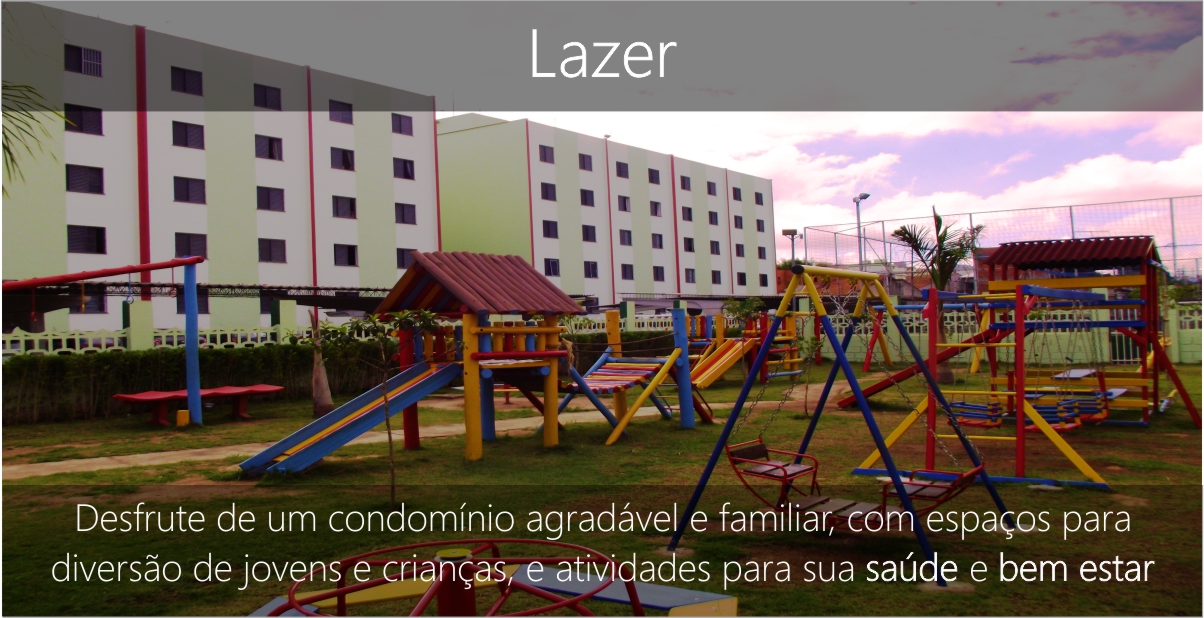 Lazer
Desfrute de um condomínio agradável e familiar, com espaços para
diversão de jovens e crianças, e atividades para sua saúde e bem estar